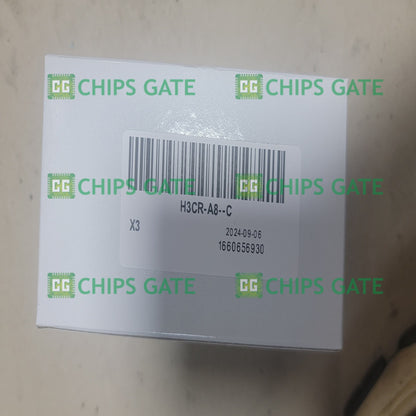 CG CHIPS GATE CG CHIPS GATE
CG CHIPS GATE CG CHIPS GATE
H3CR-A8--C
X3
2024-09-06
1660656930
CG CHIPS GATE CG CHIPS GATE